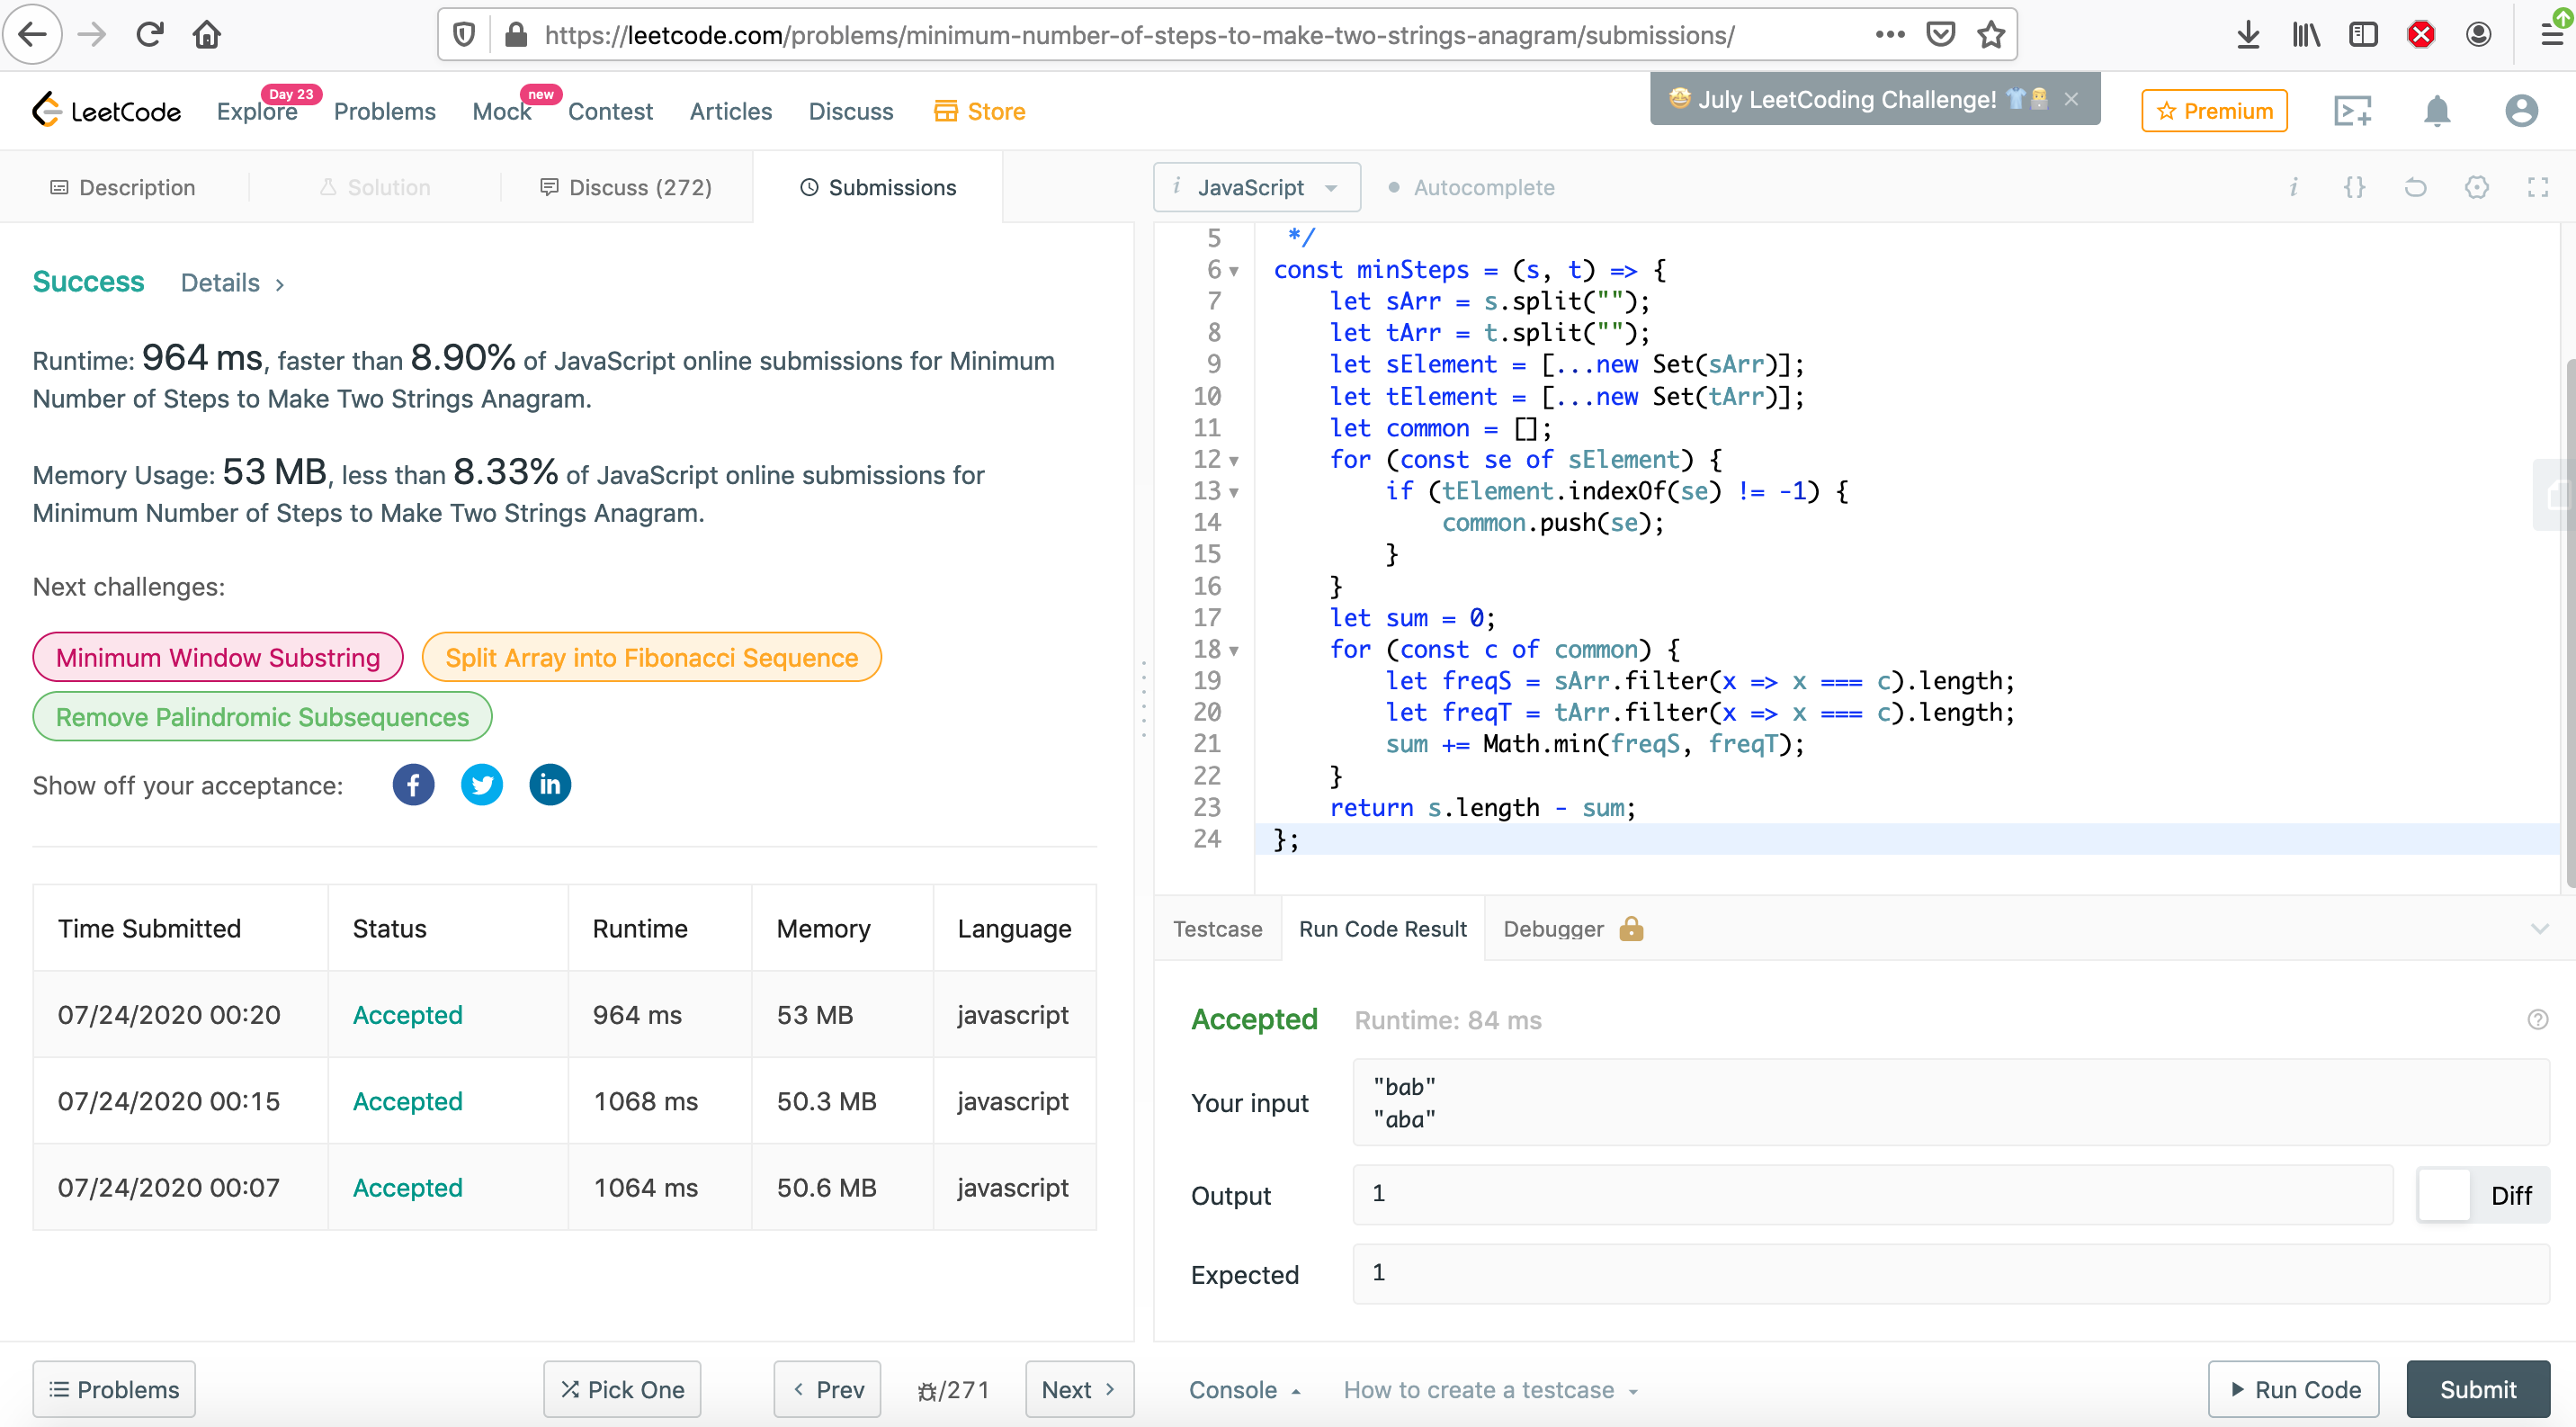 https://leetcode.com/problems/minimum-number-of-steps-to-make-two-strings-anagram/submissions/
LeetCode
Explore
Day 23
Problems
Mock
new
Contest
Articles
Discuss
Store
July LeetCoding Challenge!
Premium
Description
Solution
Discuss (272)
Submissions
Success
Details
Runtime: 964 ms, faster than 8.90% of JavaScript online submissions for Minimum
Number of Steps to Make Two Strings Anagram.
Memory Usage: 53 MB, less than 8.33% of JavaScript online submissions for
Minimum Number of Steps to Make Two Strings Anagram.
Next challenges:
Minimum Window Substring
Split Array into Fibonacci Sequence
Remove Palindromic Subsequences
Show off your acceptance:
Time Submitted Status Runtime Memory Language
07/24/2020 00:20 Accepted 964 ms 53 MB javascript
07/24/2020 00:15 Accepted 1068 ms 50.3 MB javascript
07/24/2020 00:07 Accepted 1064 ms 50.6 MB javascript
Problems
Pick One
Prev
/271
Next
i JavaScript
Autocomplete
5 */
6 const minSteps = (s, t) => {
7 let sArr = s.split("");
8 let tArr = t.split("");
9 let sElement = [...new Set(sArr)];
10 let tElement = [...new Set(tArr)];
11 let common = [];
12 for (const se of sElement) {
13 if (tElement.indexOf(se) != -1) {
14 common.push(se);
15 }
16 }
17 let sum = 0;
18 for (const c of common) {
19 let freqS = sArr.filter(x => x === c).length;
20 let freqT = tArr.filter(x => x === c).length;
21 sum += Math.min(freqS, freqT);
22 }
23 return s.length - sum;
24 };
Testcase
Run Code Result
Debugger
Accepted
Runtime: 84 ms
Your input
"bab"
"aba"
Output
1
Diff
Expected
1
Console
How to create a testcase
Run Code
Submit